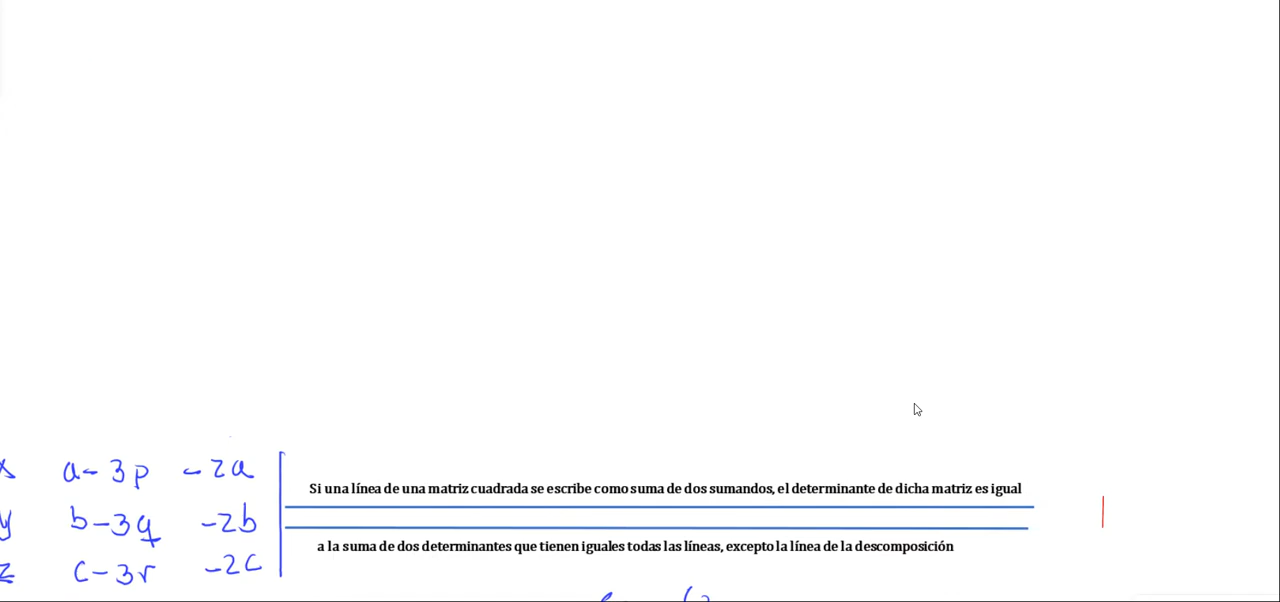 x a-3p -2a
Si una línea de una matriz cuadrada se escribe como suma de dos sumandos, el determinante de dicha matriz es igual
y b-3q -2b
a la suma de dos determinantes que tienen iguales todas las líneas, excepto la línea de la descomposición
z c-3r -2c